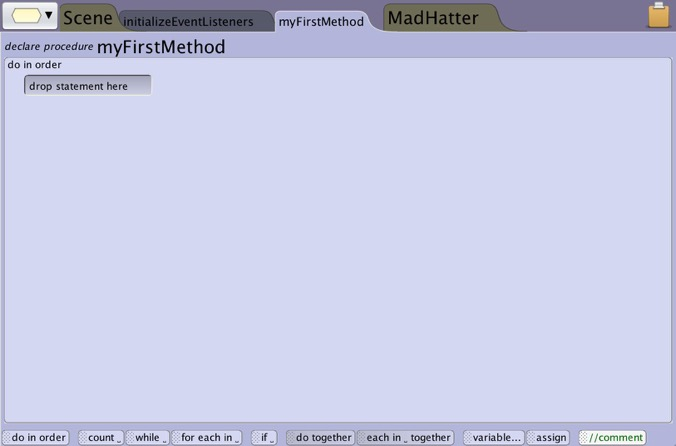 Scene initializeEventListeners myFirstMethod MadHatter
declare procedure myFirstMethod
do in order
drop statement here
do in order count _ while _ for each in _ if _ do together each in _ together variable... assign //comment